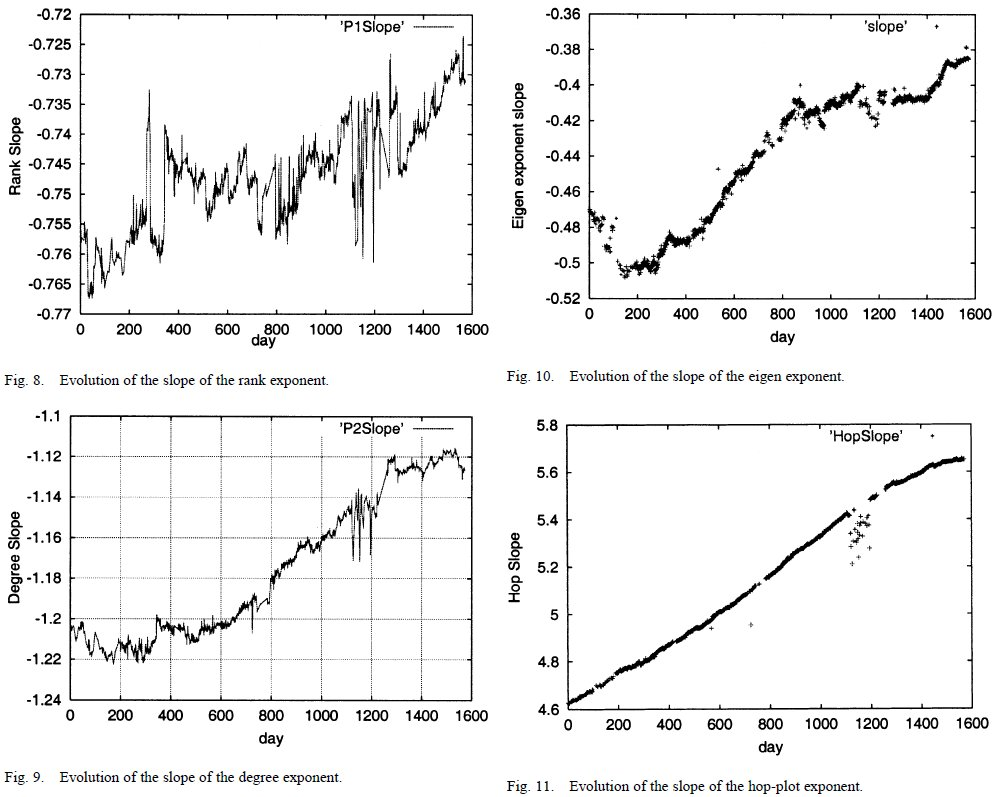 -0.72
-0.725
-0.73
-0.735
-0.74
-0.745
-0.75
-0.755
-0.76
-0.765
-0.77
Rank Slope
'P1Slope'
0 200 400 600 800 1000 1200 1400 1600
day
Fig. 8. Evolution of the slope of the rank exponent.
-1.1
-1.12
-1.14
-1.16
-1.18
-1.2
-1.22
-1.24
Degree Slope
'P2Slope'
0 200 400 600 800 1000 1200 1400 1600
day
Fig. 9. Evolution of the slope of the degree exponent.
-0.36
-0.38
-0.4
-0.42
-0.44
-0.46
-0.48
-0.5
-0.52
Eigen exponent slope
'slope'
0 200 400 600 800 1000 1200 1400 1600
day
Fig. 10. Evolution of the slope of the eigen exponent.
5.8
5.6
5.4
5.2
5
4.8
4.6
Hop Slope
'HopSlope'
0 200 400 600 800 1000 1200 1400 1600
day
Fig. 11. Evolution of the slope of the hop-plot exponent.